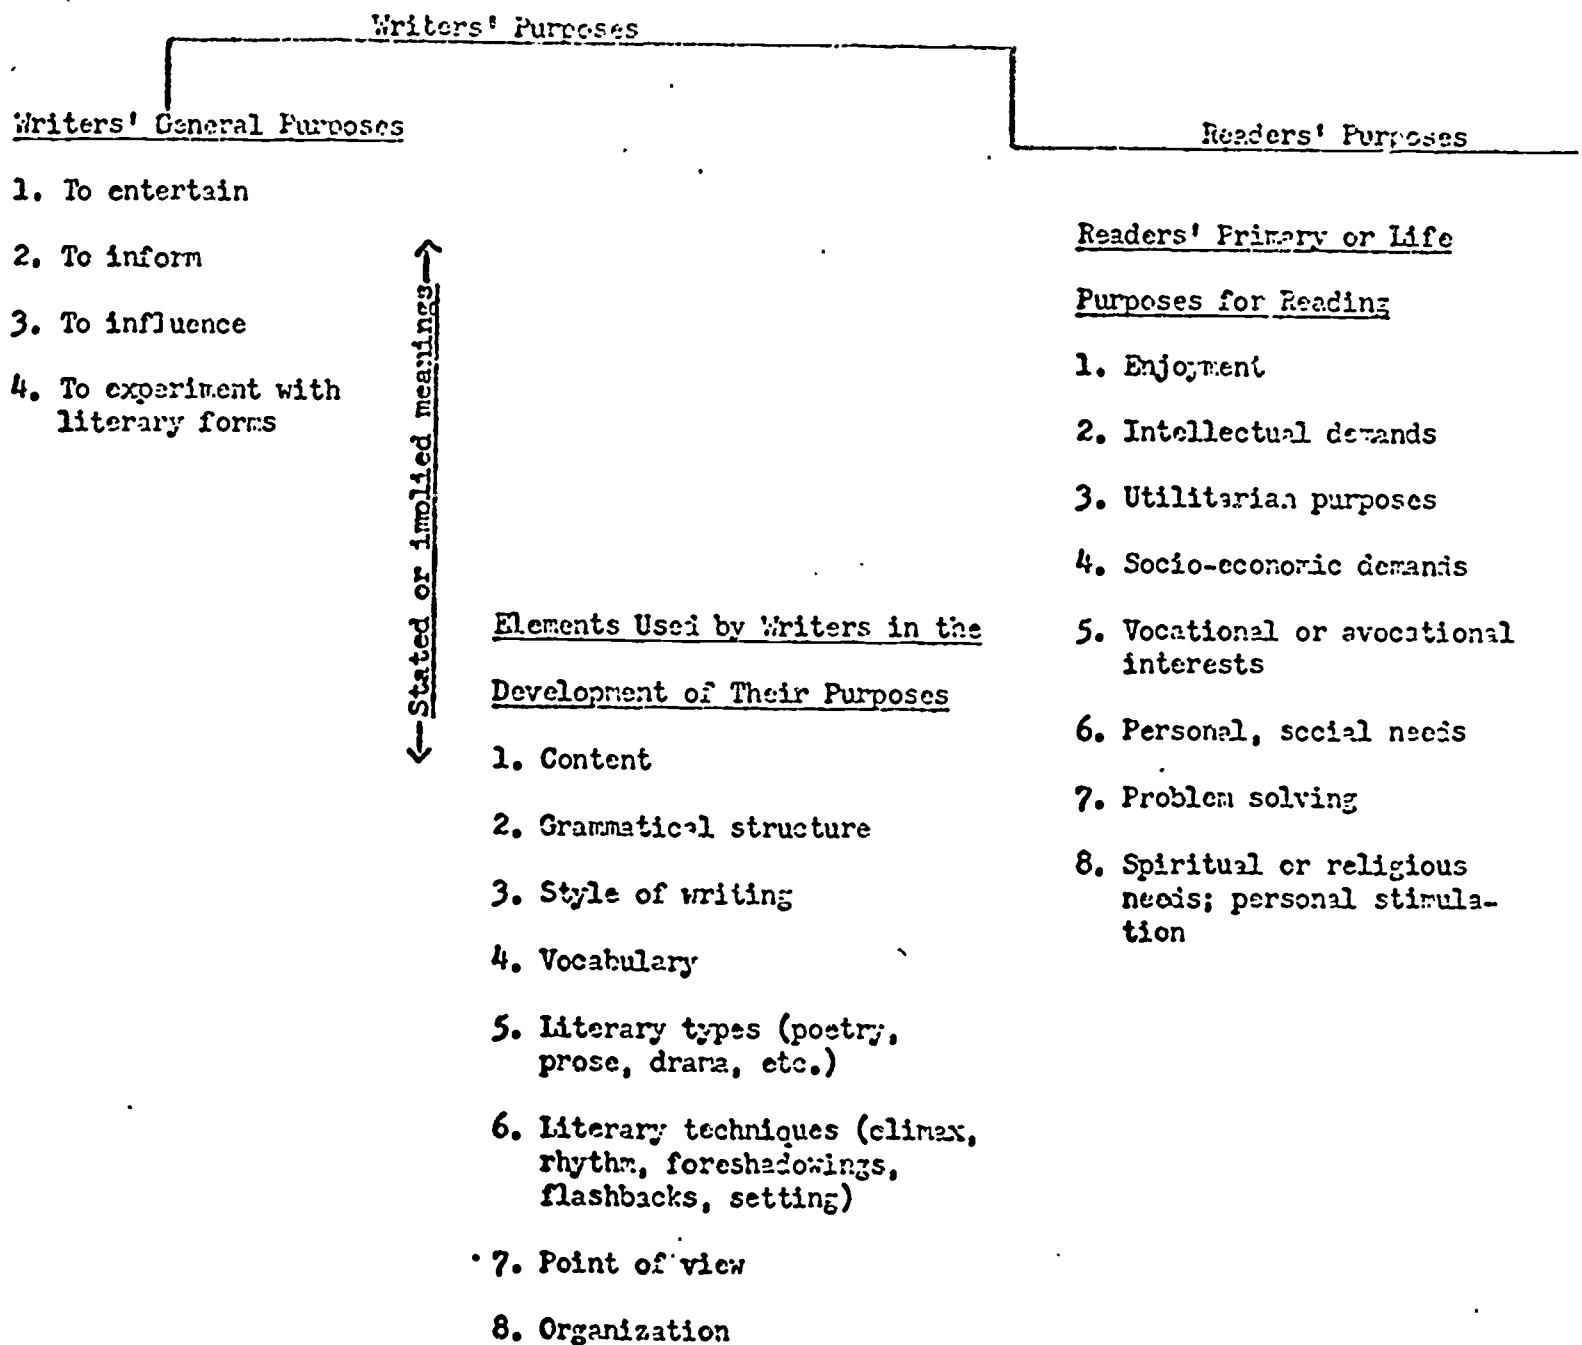 Writers' Purposes
Writers' General Purposes
1. To entertain
2. To inform
3. To influence
4. To experiment with
literary forms
←Stated or implied meanings→
Elements Used by Writers in the
Development of Their Purposes
1. Content
2. Grammatical structure
3. Style of writing
4. Vocabulary
5. Literary types (poetry,
prose, drama, etc.)
6. Literary techniques (climax,
rhythm, foreshadowings,
flashbacks, setting)
7. Point of view
8. Organization
Readers' Purposes
Readers' Primary or Life
Purposes for Reading
1. Enjoyment
2. Intellectual demands
3. Utilitarian purposes
4. Socio-economic demands
5. Vocational or avocational
interests
6. Personal, social needs
7. Problem solving
8. Spiritual or religious
needs; personal stimula-
tion